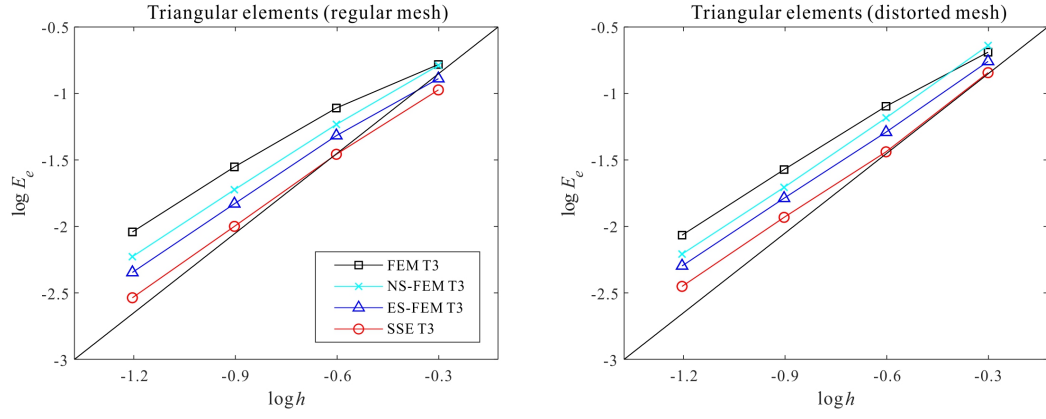 Triangular elements (regular mesh)
-0.5
-1
-1.5
-2
-2.5
-3
log E_e
-1.2 -0.9 -0.6 -0.3
log h
FEM T3
NS-FEM T3
ES-FEM T3
SSE T3
Triangular elements (distorted mesh)
-0.5
-1
-1.5
-2
-2.5
-3
log E_e
-1.2 -0.9 -0.6 -0.3
log h